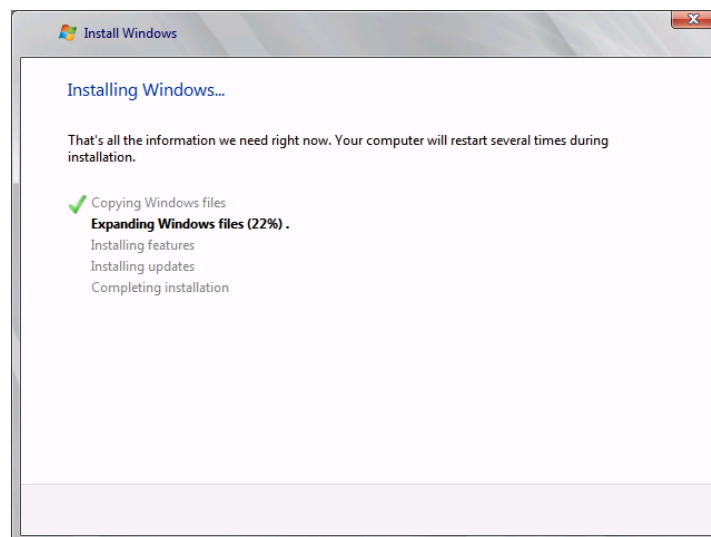 Install Windows
Installing Windows...
That's all the information we need right now. Your computer will restart several times during
installation.
Copying Windows files
Expanding Windows files (22%) .
Installing features
Installing updates
Completing installation